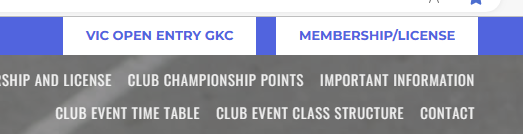 VIC OPEN ENTRY GKC MEMBERSHIP/LICENSE
AND LICENSE CLUB CHAMPIONSHIP POINTS IMPORTANT INFORMATION
CLUB EVENT TIME TABLE CLUB EVENT CLASS STRUCTURE CONTACT